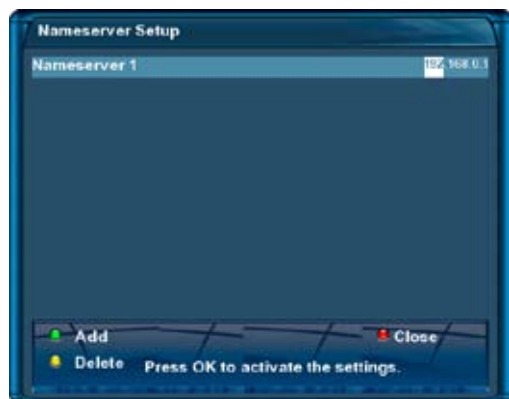 Nameserver Setup
Nameserver 1 192.168.0.1
Add Close
Delete Press OK to activate the settings.